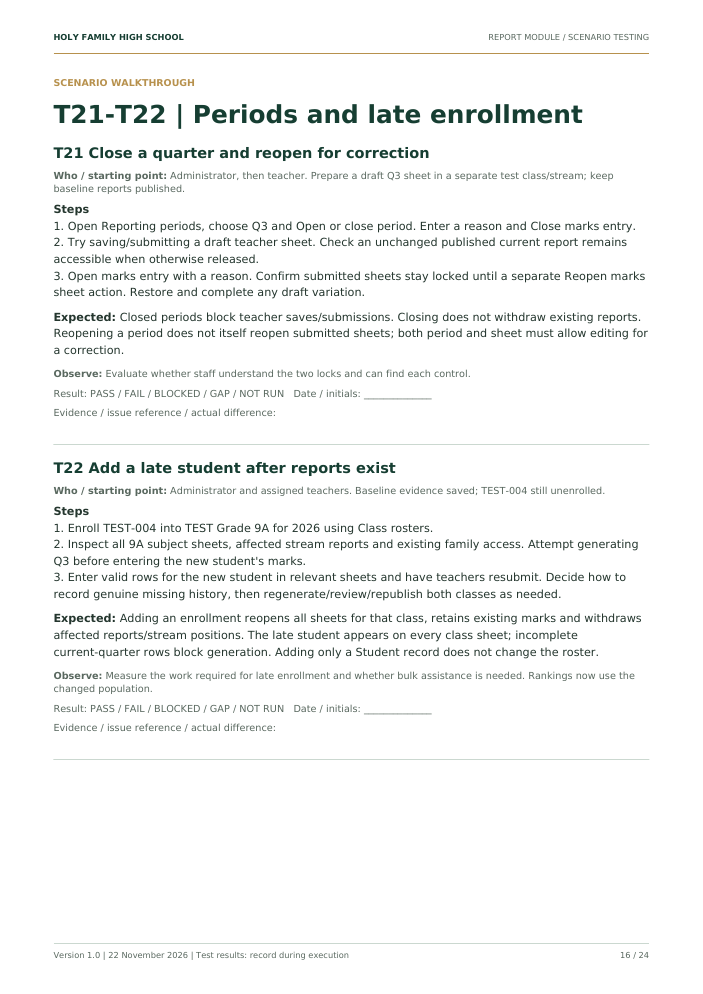 HOLY FAMILY HIGH SCHOOL
REPORT MODULE / SCENARIO TESTING
SCENARIO WALKTHROUGH
T21-T22 | Periods and late enrollment
T21 Close a quarter and reopen for correction
Who / starting point: Administrator, then teacher. Prepare a draft Q3 sheet in a separate test class/stream; keep
baseline reports published.
Steps
1. Open Reporting periods, choose Q3 and Open or close period. Enter a reason and Close marks entry.
2. Try saving/submitting a draft teacher sheet. Check an unchanged published current report remains
accessible when otherwise released.
3. Open marks entry with a reason. Confirm submitted sheets stay locked until a separate Reopen marks
sheet action. Restore and complete any draft variation.
Expected: Closed periods block teacher saves/submissions. Closing does not withdraw existing reports.
Reopening a period does not itself reopen submitted sheets; both period and sheet must allow editing for
a correction.
Observe: Evaluate whether staff understand the two locks and can find each control.
Result: PASS / FAIL / BLOCKED / GAP / NOT RUN Date / initials: ______________
Evidence / issue reference / actual difference:
T22 Add a late student after reports exist
Who / starting point: Administrator and assigned teachers. Baseline evidence saved; TEST-004 still unenrolled.
Steps
1. Enroll TEST-004 into TEST Grade 9A for 2026 using Class rosters.
2. Inspect all 9A subject sheets, affected stream reports and existing family access. Attempt generating
Q3 before entering the new student's marks.
3. Enter valid rows for the new student in relevant sheets and have teachers resubmit. Decide how to
record genuine missing history, then regenerate/review/republish both classes as needed.
Expected: Adding an enrollment reopens all sheets for that class, retains existing marks and withdraws
affected reports/stream positions. The late student appears on every class sheet; incomplete
current-quarter rows block generation. Adding only a Student record does not change the roster.
Observe: Measure the work required for late enrollment and whether bulk assistance is needed. Rankings now use the
changed population.
Result: PASS / FAIL / BLOCKED / GAP / NOT RUN Date / initials: ______________
Evidence / issue reference / actual difference:
Version 1.0 | 22 November 2026 | Test results: record during execution
16 / 24